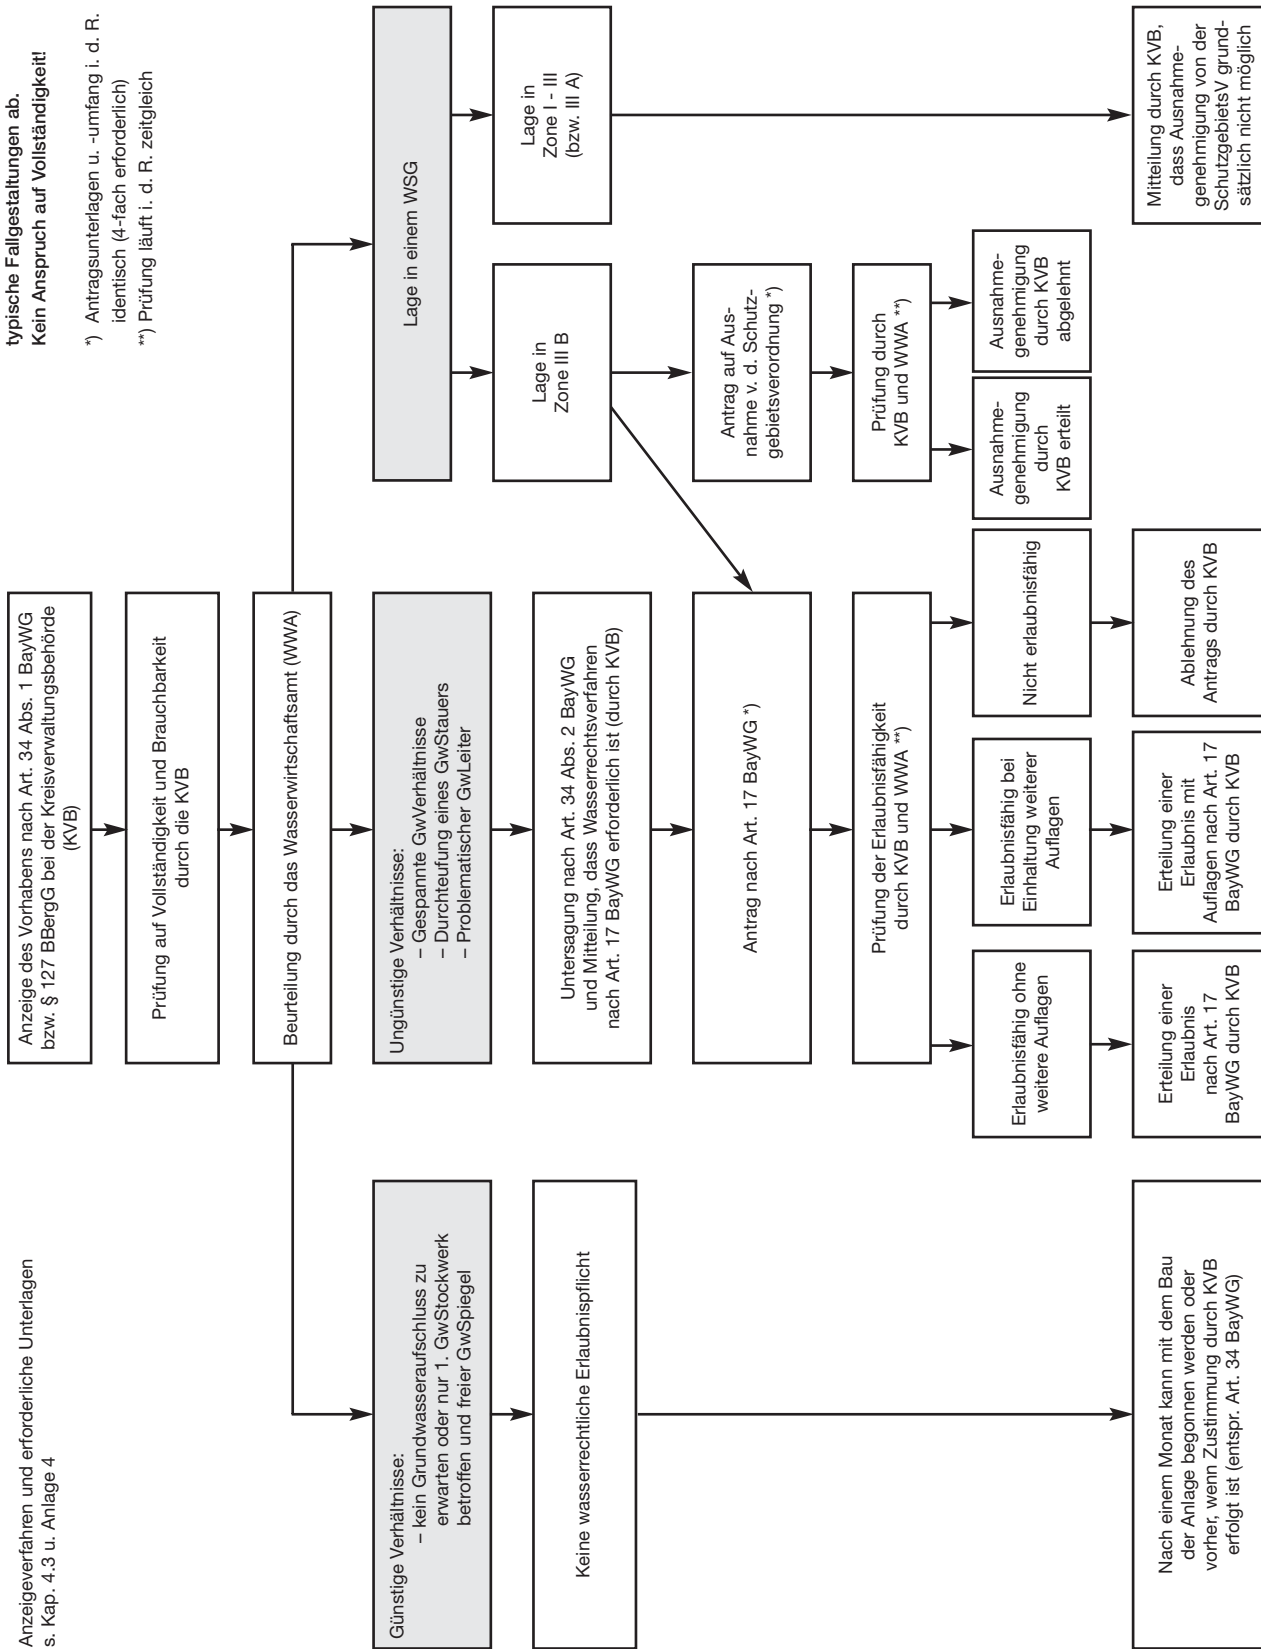 Anzeigeverfahren und erforderliche Unterlagen
s. Kap. 4.3 u. Anlage 4
typische Fallgestaltungen ab.
Kein Anspruch auf Vollständigkeit!
*) Antragsunterlagen u. -umfang i. d. R.
identisch (4-fach erforderlich)
**) Prüfung läuft i. d. R. zeitgleich
Anzeige des Vorhabens nach Art. 34 Abs. 1 BayWG
bzw. § 127 BBergG bei der Kreisverwaltungsbehörde
(KVB)
Prüfung auf Vollständigkeit und Brauchbarkeit
durch die KVB
Beurteilung durch das Wasserwirtschaftsamt (WWA)
Günstige Verhältnisse:
– kein Grundwasseraufschluss zu
erwarten oder nur 1. GwStockwerk
betroffen und freier GwSpiegel
Ungünstige Verhältnisse:
– Gespannte GwVerhältnisse
– Durchteufung eines GwStauers
– Problematischer GwLeiter
Lage in einem WSG
Keine wasserrechtliche Erlaubnispflicht
Untersagung nach Art. 34 Abs. 2 BayWG
und Mitteilung, dass Wasserrechtsverfahren
nach Art. 17 BayWG erforderlich ist (durch KVB)
Lage in
Zone III B
Lage in
Zone I - III
(bzw. III A)
Antrag nach Art. 17 BayWG *)
Antrag auf Aus-
nahme v. d. Schutz-
gebietsverordnung *)
Prüfung der Erlaubnisfähigkeit
durch KVB und WWA **)
Prüfung durch
KVB und WWA **)
Erlaubnisfähig ohne
weitere Auflagen
Erlaubnisfähig bei
Einhaltung weiterer
Auflagen
Nicht erlaubnisfähig
Ausnahme-
genehmigung
durch
KVB erteilt
Ausnahme-
genehmigung
durch KVB
abgelehnt
Nach einem Monat kann mit dem Bau
der Anlage begonnen werden oder
vorher, wenn Zustimmung durch KVB
erfolgt ist (entspr. Art. 34 BayWG)
Erteilung einer
Erlaubnis
nach Art. 17
BayWG durch KVB
Erteilung einer
Erlaubnis mit
Auflagen nach Art. 17
BayWG durch KVB
Ablehnung des
Antrags durch KVB
Mitteilung durch KVB,
dass Ausnahme-
genehmigung von der
SchutzgebietsV grund-
sätzlich nicht möglich